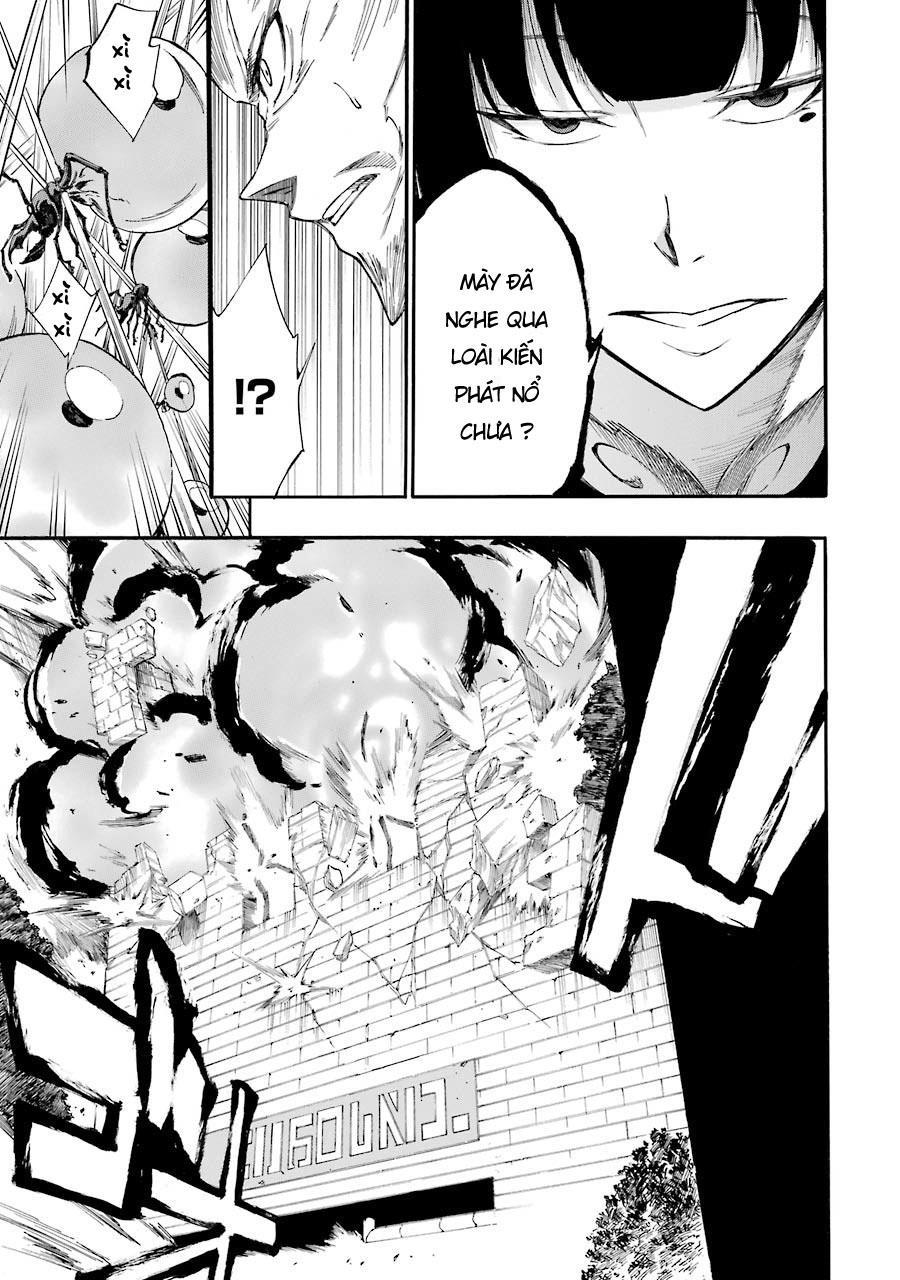 MÀY ĐÃ
NGHE QUA
LOÀI KIẾN
PHÁT NỔ
CHƯA ?
!?
xì
xì
xì
xì